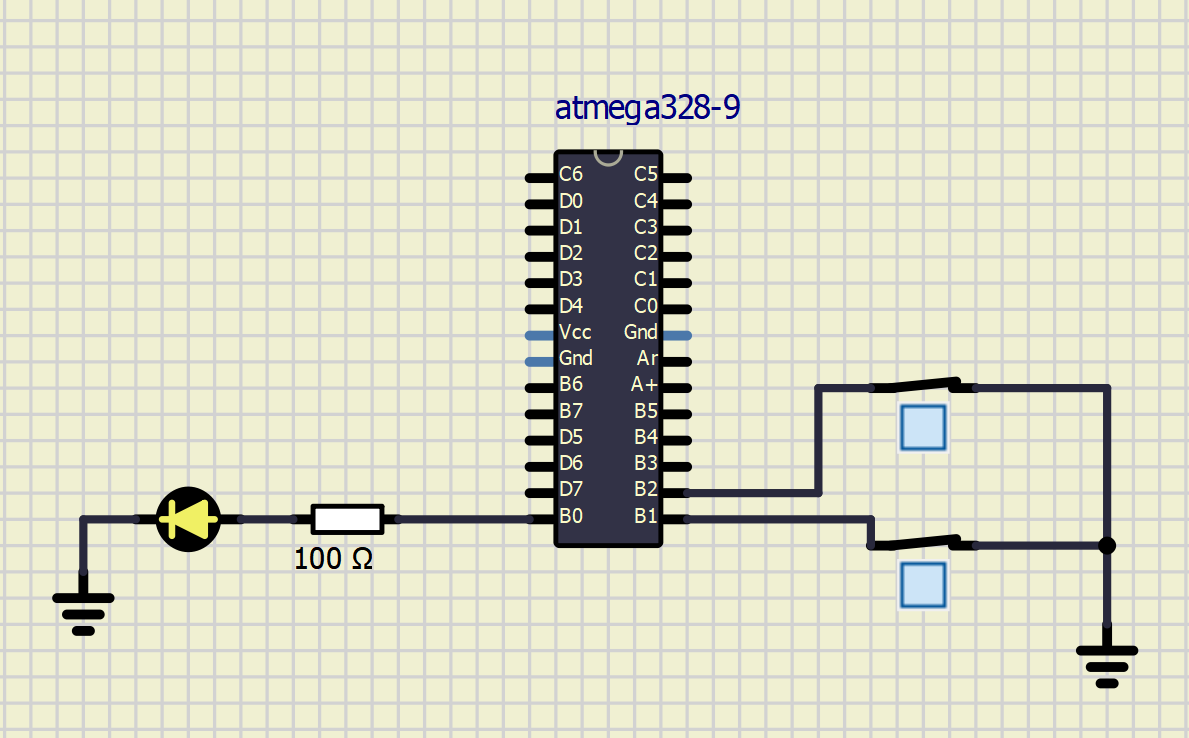 atmega328-9
C6 C5
D0 C4
D1 C3
D2 C2
D3 C1
D4 C0
Vcc Gnd
Gnd Ar
B6 A+
B7 B5
D5 B4
D6 B3
D7 B2
B0 B1
100 Ω